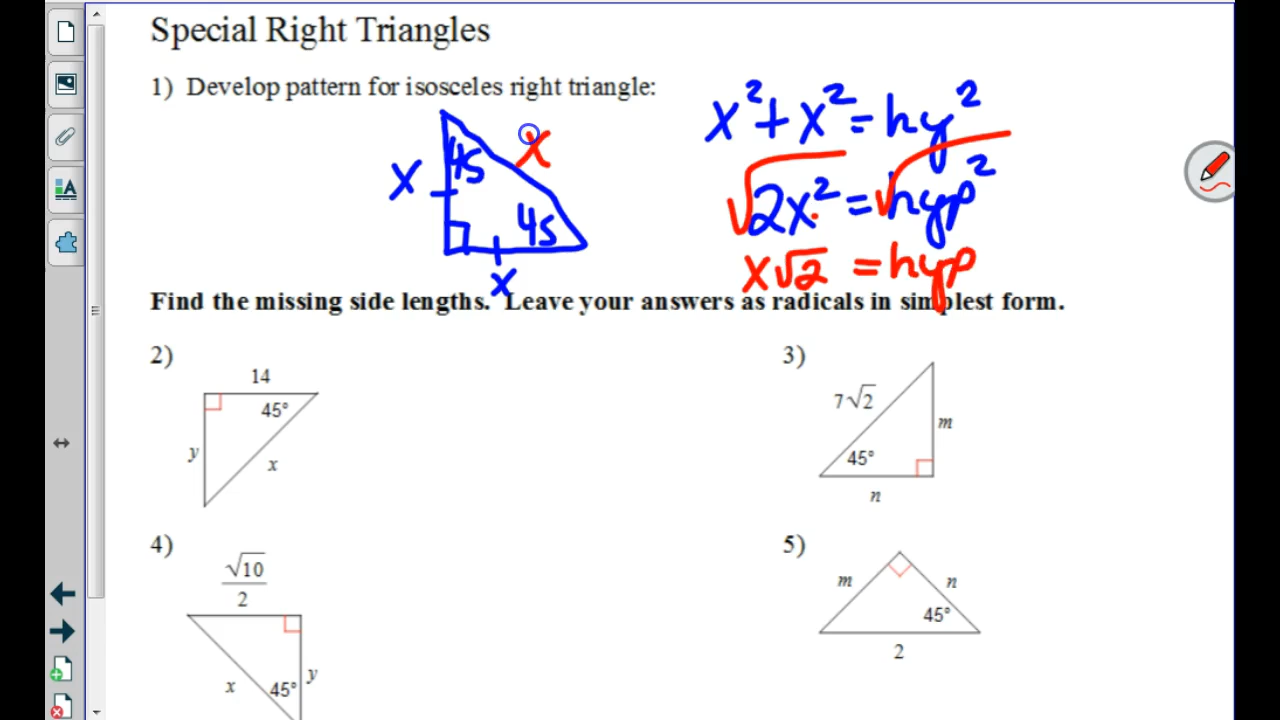 Special Right Triangles
1) Develop pattern for isosceles right triangle:
x
45
45
x
x
x² + x² = hy²
√2x² = √hyp²
x√2 = hyp
Find the missing side lengths. Leave your answers as radicals in simplest form.
2)
14
45°
y
x
3)
7√2
m
45°
n
4)
√10
2
x
45°
y
5)
m
n
45°
2